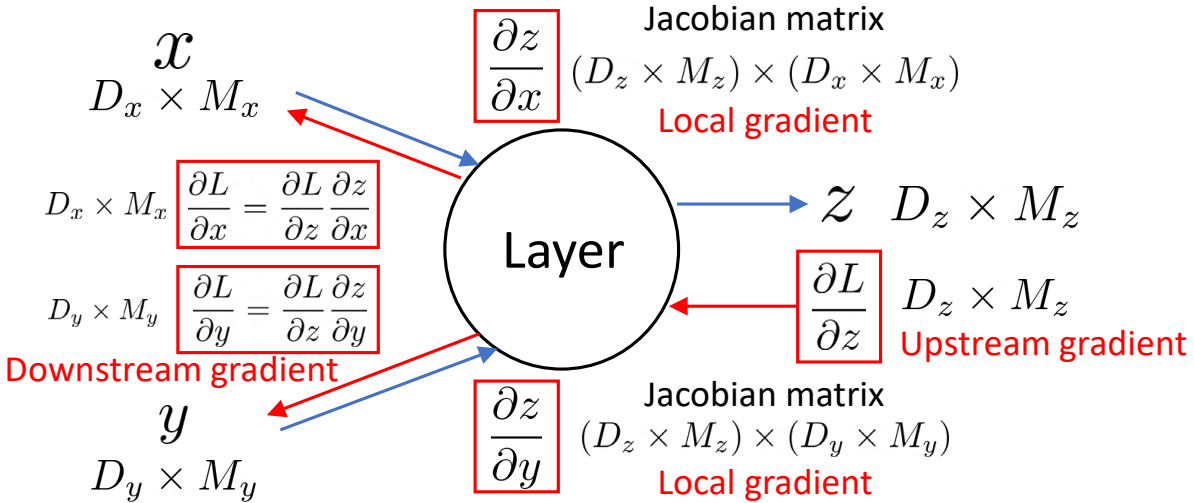 x
D_x × M_x
∂z/∂x
Jacobian matrix
(D_z × M_z) × (D_x × M_x)
Local gradient
D_x × M_x ∂L/∂x = ∂L/∂z ∂z/∂x
Layer
z D_z × M_z
D_y × M_y ∂L/∂y = ∂L/∂z ∂z/∂y
Downstream gradient
∂L/∂z D_z × M_z
Upstream gradient
y
D_y × M_y
∂z/∂y
Jacobian matrix
(D_z × M_z) × (D_y × M_y)
Local gradient